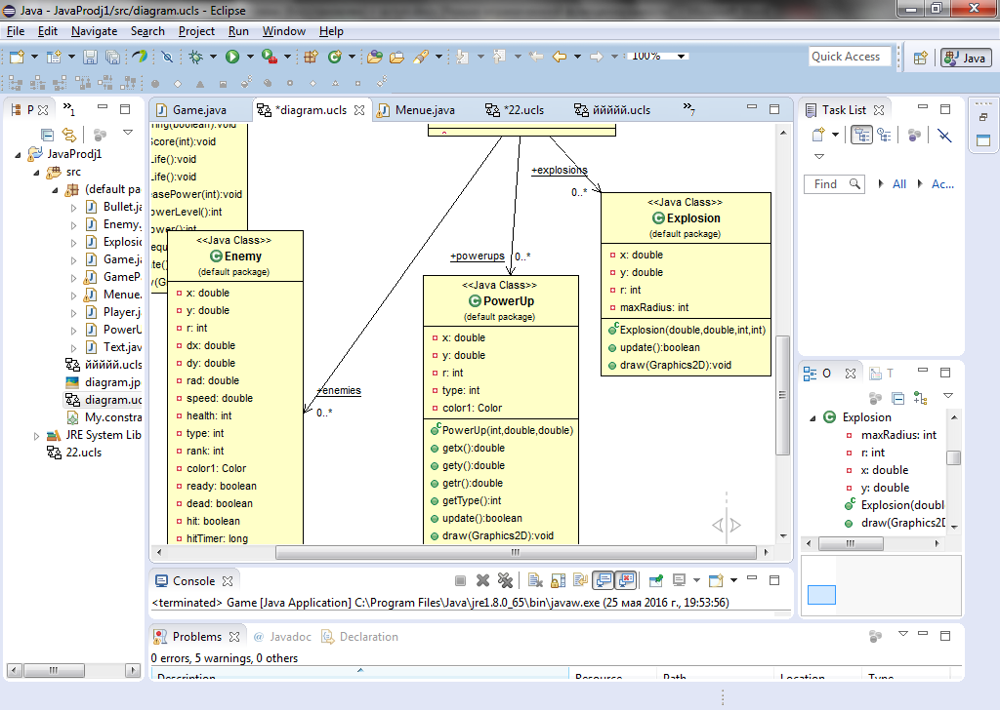 Java - JavaProdj1/src/diagram.ucls - Eclipse
File Edit Navigate Search Project Run Window Help
100%
Quick Access
Java
P
1
JavaProdj1
src
(default pa
Bullet.ja
Enemy.
Explosio
Game.ja
GameP
Menue.
Player.ja
PowerU
Text.jav
ййййй.ucls
diagram.jp
diagram.uc
My.constra
JRE System Lib
22.ucls
Game.java
*diagram.ucls
Menue.java
*22.ucls
ййййй.ucls
7
ring(boolean):void
Score(int):void
Life():void
Life():void
easePower(int):void
owerLevel():int
ower():int
<<Java Class>>
Enemy
(default package)
x: double
y: double
r: int
dx: double
dy: double
rad: double
speed: double
health: int
type: int
rank: int
color1: Color
ready: boolean
dead: boolean
hit: boolean
hitTimer: long
+enemies
0..*
+powerups
0..*
<<Java Class>>
PowerUp
(default package)
x: double
y: double
r: int
type: int
color1: Color
PowerUp(int,double,double)
getx():double
gety():double
getr():double
getType():int
update():boolean
draw(Graphics2D):void
+explosions
0..*
<<Java Class>>
Explosion
(default package)
x: double
y: double
r: int
maxRadius: int
Explosion(double,double,int,int)
update():boolean
draw(Graphics2D):void
Task List
Find
All
Ac...
O
T
Explosion
maxRadius: int
r: int
x: double
y: double
Explosion(doubl
draw(Graphics2D
Console
<terminated> Game [Java Application] C:\Program Files\Java\jre1.8.0_65\bin\javaw.exe (25 мая 2016 г., 19:53:56)
Problems
@ Javadoc
Declaration
0 errors, 5 warnings, 0 others
Description Resource Path Location Type